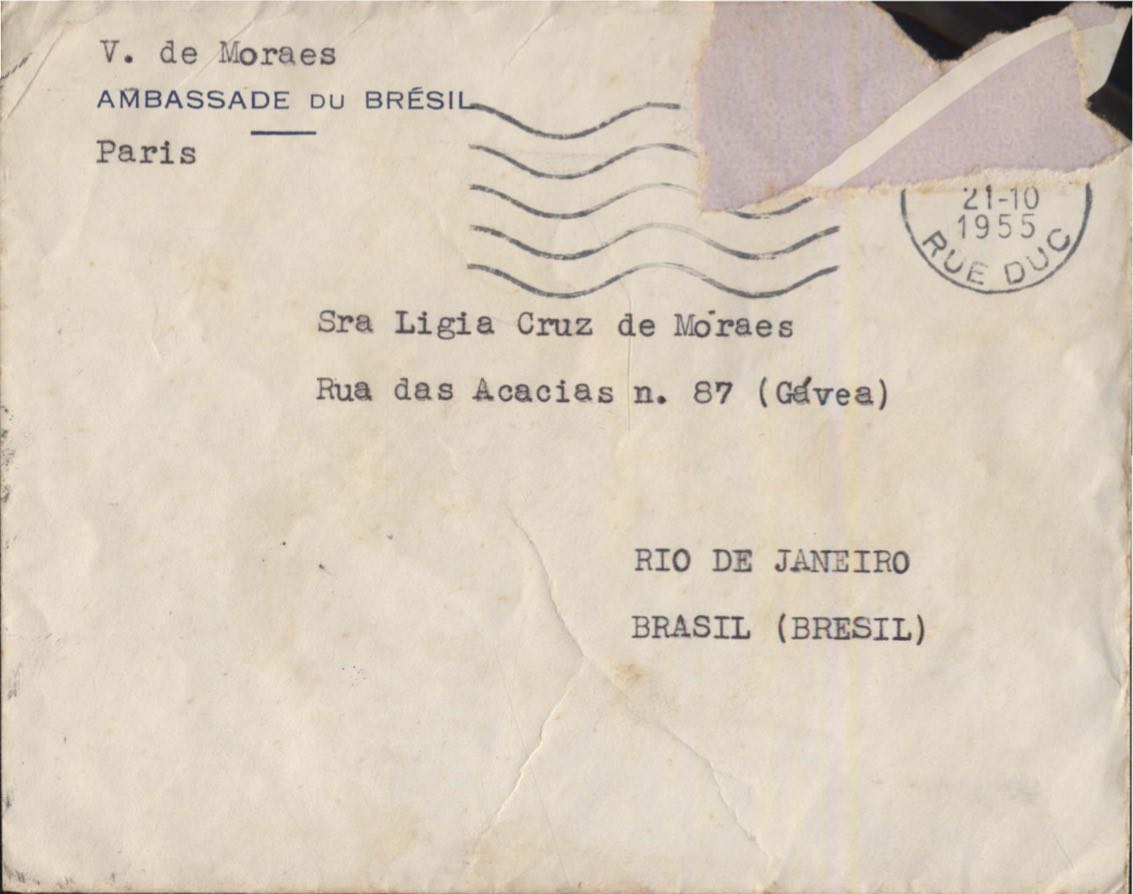 V. de Moraes
AMBASSADE DU BRÉSIL
Paris
21-10
1955
RUE DUC
Sra Ligia Cruz de Moraes
Rua das Acacias n. 87 (Gávea)
RIO DE JANEIRO
BRASIL (BRESIL)